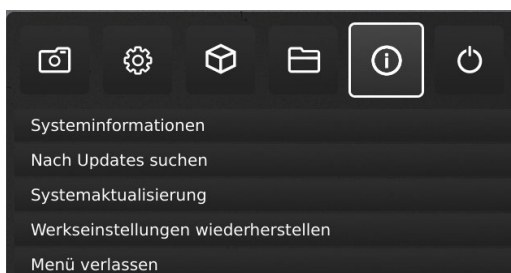 Systeminformationen
Nach Updates suchen
Systemaktualisierung
Werkseinstellungen wiederherstellen
Menü verlassen